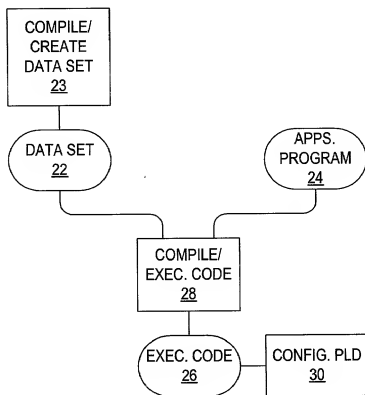 COMPILE/
CREATE
DATA SET
23
DATA SET
22
APPS.
PROGRAM
24
COMPILE/
EXEC. CODE
28
EXEC. CODE
26
CONFIG. PLD
30